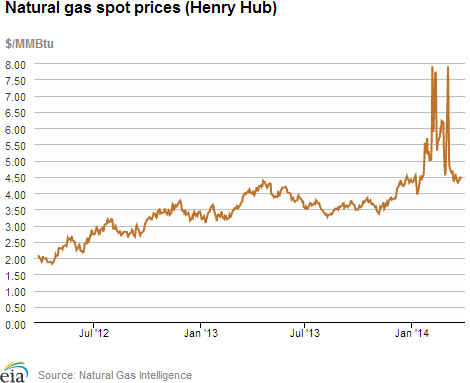 Natural gas spot prices (Henry Hub)
$/MMBtu
8.00
7.50
7.00
6.50
6.00
5.50
5.00
4.50
4.00
3.50
3.00
2.50
2.00
1.50
1.00
0.50
0.00
Jul '12
Jan '13
Jul '13
Jan '14
eia
Source: Natural Gas Intelligence